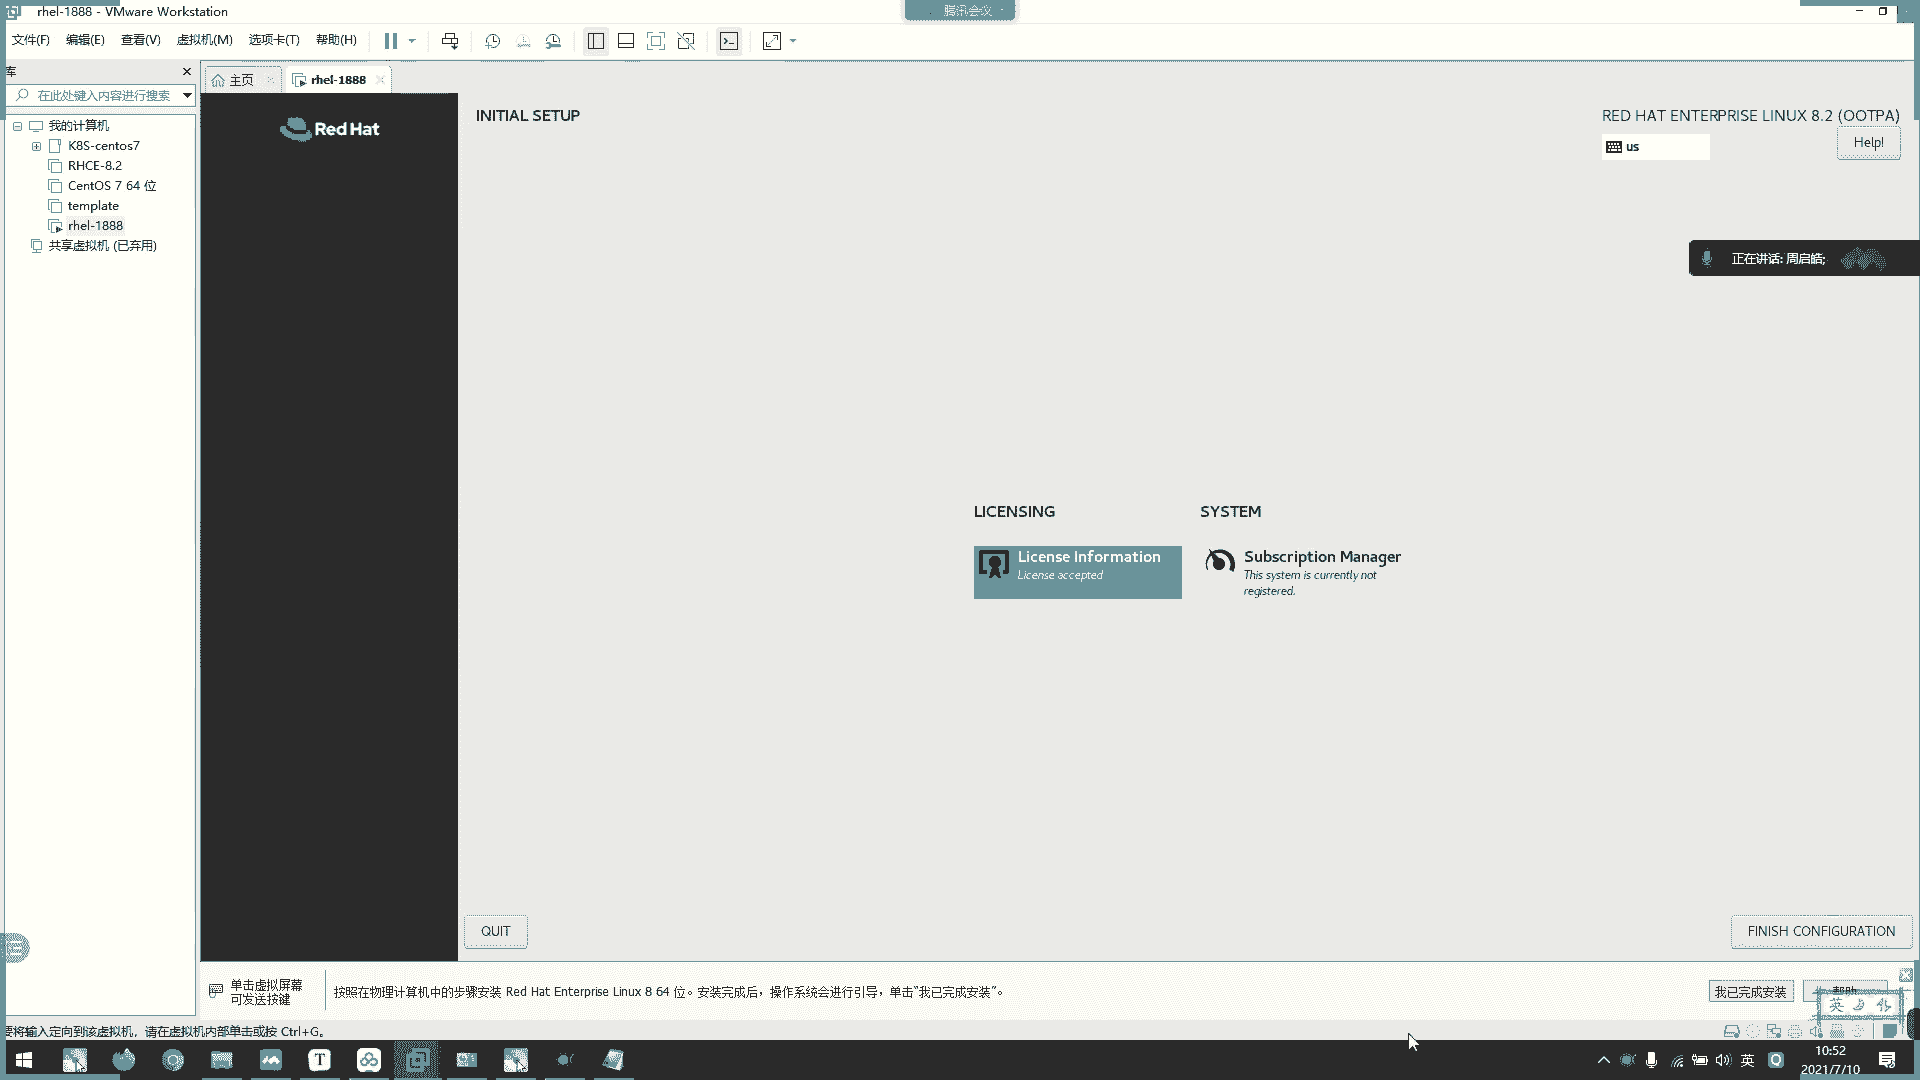 rhel-1888 - VMware Workstation
腾讯会议
文件(F) 编辑(E) 查看(V) 虚拟机(M) 选项卡(T) 帮助(H)
库
主页
rhel-1888
在此处键入内容进行搜索
我的计算机
K8S-centos7
RHCE-8.2
CentOS 7 64 位
template
rhel-1888
共享虚拟机 (已弃用)
Red Hat
INITIAL SETUP
RED HAT ENTERPRISE LINUX 8.2 (OOTPA)
us
Help!
正在讲话: 周启皓;
LICENSING
SYSTEM
License Information
License accepted
Subscription Manager
This system is currently not
registered.
QUIT
FINISH CONFIGURATION
单击虚拟屏幕
可发送按键
按照在物理计算机中的步骤安装 Red Hat Enterprise Linux 8 64 位。安装完成后，操作系统会进行引导，单击“我已完成安装”。
我已完成安装
帮助
英
要将输入定向到该虚拟机，请在虚拟机内部单击或按 Ctrl+G。
T
英
10:52
2021/7/10